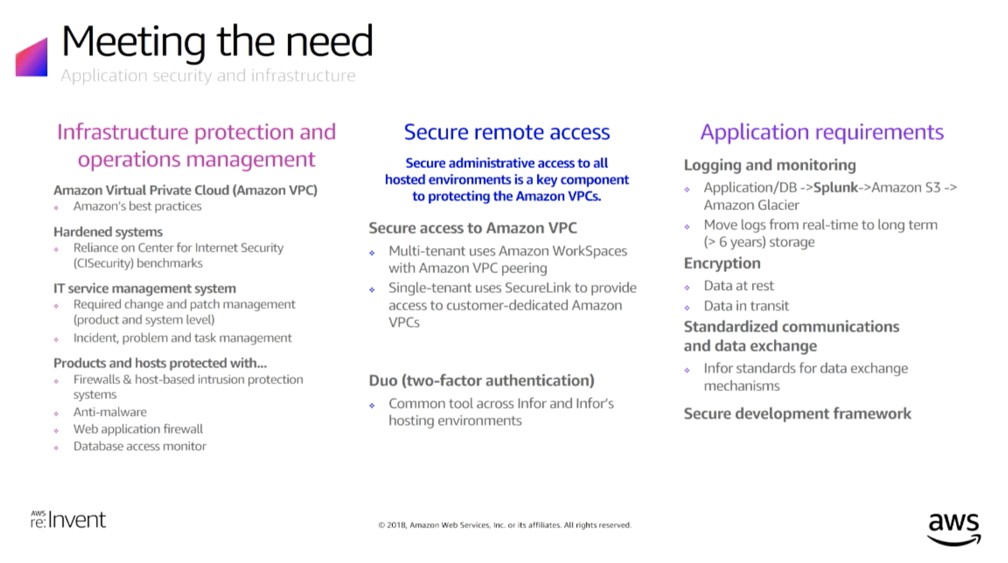 Meeting the need
Application security and infrastructure
Infrastructure protection and
operations management
Amazon Virtual Private Cloud (Amazon VPC)
Amazon's best practices
Hardened systems
Reliance on Center for Internet Security
(CISecurity) benchmarks
IT service management system
Required change and patch management
(product and system level)
Incident, problem and task management
Products and hosts protected with...
Firewalls & host-based intrusion protection
systems
Anti-malware
Web application firewall
Database access monitor
Secure remote access
Secure administrative access to all
hosted environments is a key component
to protecting the Amazon VPCs.
Secure access to Amazon VPC
Multi-tenant uses Amazon WorkSpaces
with Amazon VPC peering
Single-tenant uses SecureLink to provide
access to customer-dedicated Amazon
VPCs
Duo (two-factor authentication)
Common tool across Infor and Infor's
hosting environments
Application requirements
Logging and monitoring
Application/DB ->Splunk->Amazon S3 ->
Amazon Glacier
Move logs from real-time to long term
(> 6 years) storage
Encryption
Data at rest
Data in transit
Standardized communications
and data exchange
Infor standards for data exchange
mechanisms
Secure development framework
AWS
re:Invent
© 2018, Amazon Web Services, Inc. or its affiliates. All rights reserved.
aws